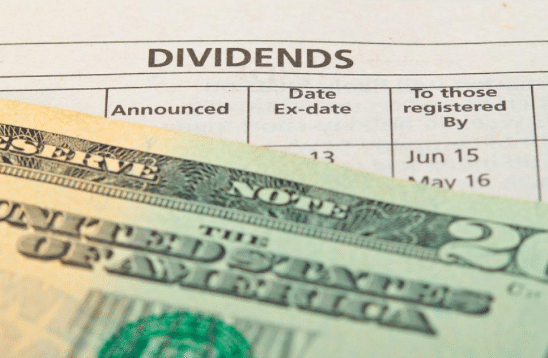 DIVIDENDS
Announced
Date
Ex-date
To those
registered
By
13
Jun 15
May 16
RESERVE NOTE
20
THE
UNITED STATES
OF AMERICA